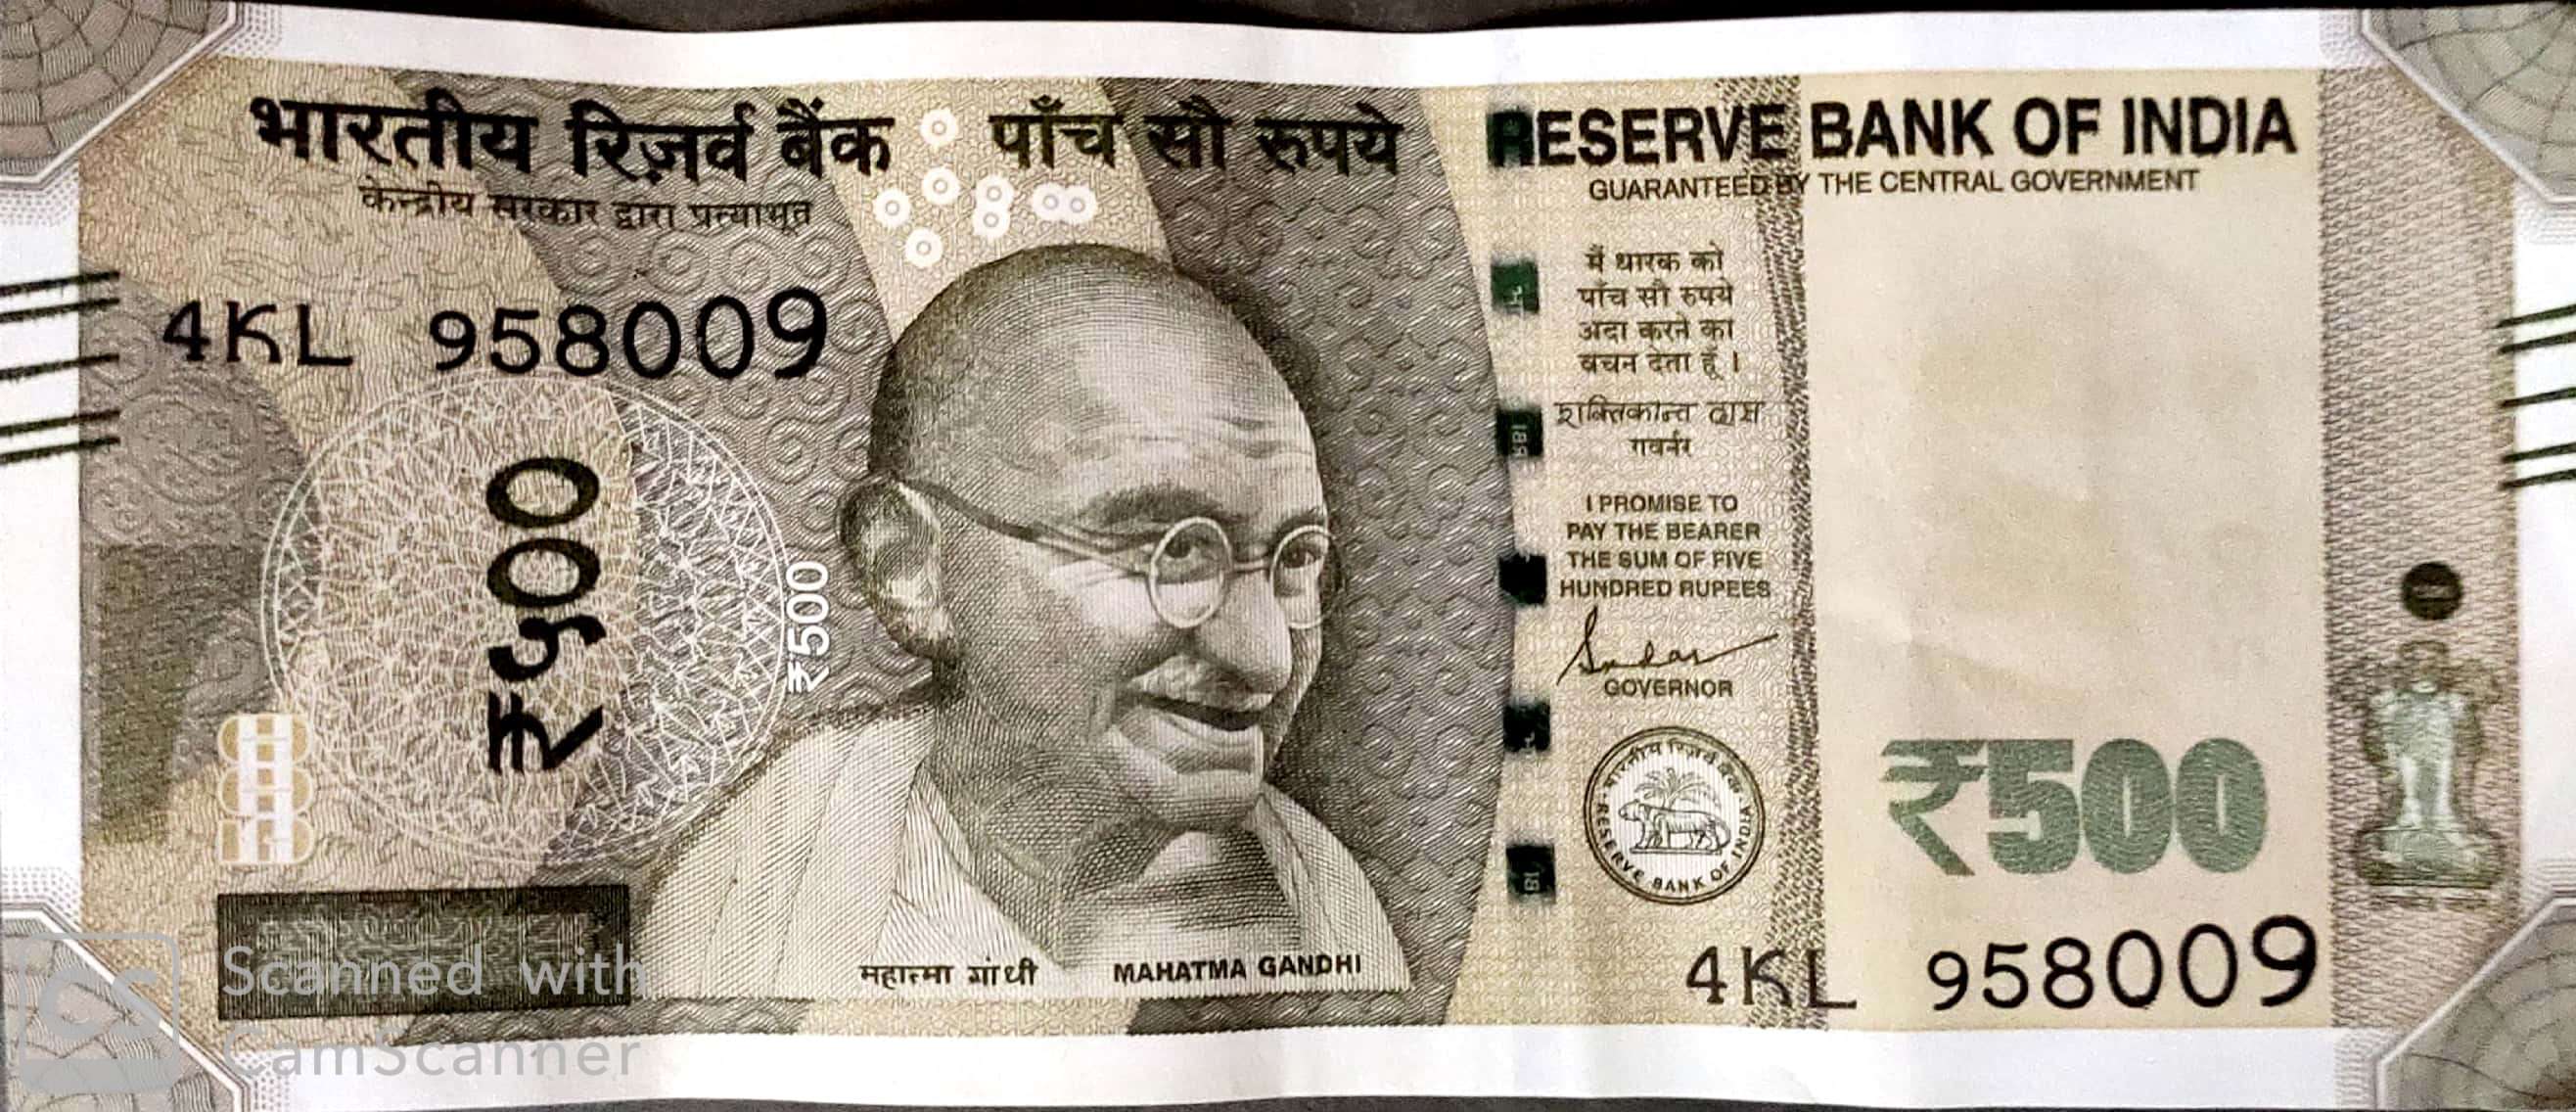 भारतीय रिज़र्व बैंक
केन्द्रीय सरकार द्वारा प्रत्याभूत
पाँच सौ रुपये
RESERVE BANK OF INDIA
GUARANTEED BY THE CENTRAL GOVERNMENT
4KL 958009
₹५00
₹500
मैं धारक को
पाँच सौ रुपये
अदा करने का
वचन देता हूँ ।
शक्तिकान्त दास
गवर्नर
I PROMISE TO
PAY THE BEARER
THE SUM OF FIVE
HUNDRED RUPEES
GOVERNOR
भारतीय रिज़र्व बैंक
RESERVE BANK OF INDIA
₹500
महात्मा गांधी
MAHATMA GANDHI
4KL 958009
CS
Scanned with
CamScanner